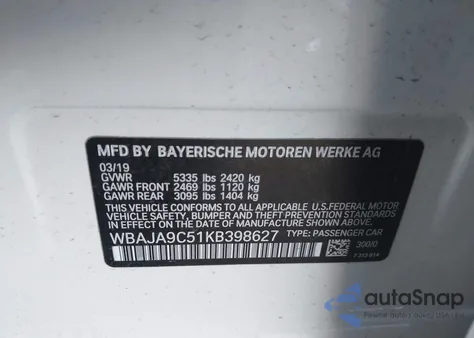 MFD BY BAYERISCHE MOTOREN WERKE AG
03/19
GVWR 5335 lbs 2420 kg
GAWR FRONT 2469 lbs 1120 kg
GAWR REAR 3095 lbs 1404 kg
THIS VEHICLE CONFORMS TO ALL APPLICABLE U.S.FEDERAL MOTOR
VEHICLE SAFETY, BUMPER, AND THEFT PREVENTION STANDARDS
IN EFFECT ON THE DATE OF MANUFACTURE SHOWN ABOVE.
WBAJA9C51KB398627 TYPE: PASSENGER CAR
300/0
autoSnap